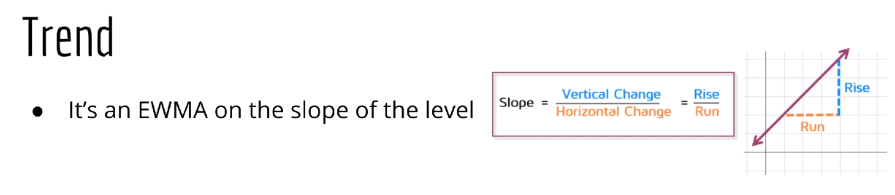 Trend
● It’s an EWMA on the slope of the level
Slope = Vertical Change / Horizontal Change = Rise / Run
Rise
Run